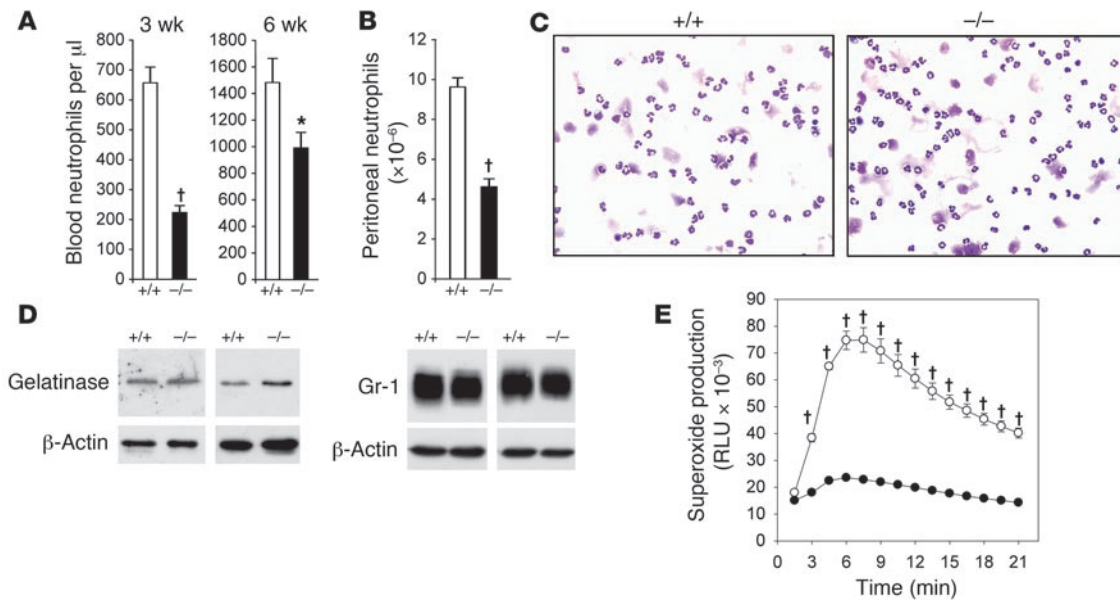 A
3 wk
6 wk
Blood neutrophils per μl
800
700
600
500
400
300
200
100
0
+/+ –/–
1800
1600
1400
1200
1000
800
600
400
200
0
+/+ –/–
†
*
B
Peritoneal neutrophils
(×10⁻⁶)
12
10
8
6
4
2
0
†
+/+ –/–
C
+/+
–/–
D
+/+ –/– +/+ –/–
Gelatinase
β-Actin
+/+ –/– +/+ –/–
Gr-1
β-Actin
E
Superoxide production
(RLU × 10⁻³)
90
80
70
60
50
40
30
20
10
0
† † † † † † † † † † † † †
0 3 6 9 12 15 18 21
Time (min)